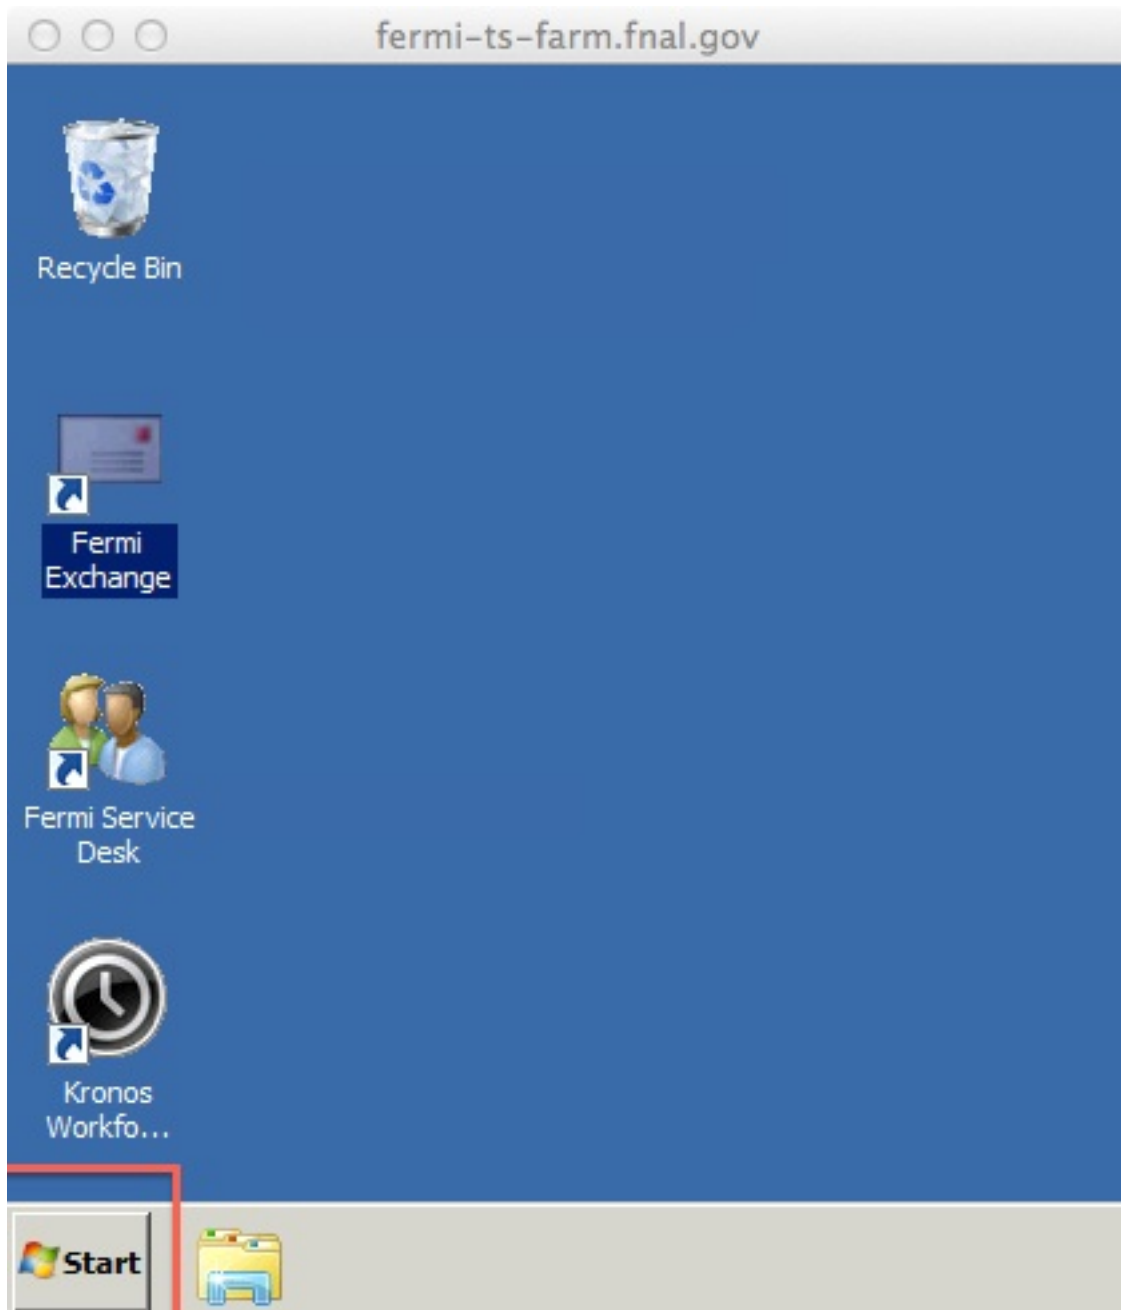 fermi-ts-farm.fnal.gov
Recycle Bin
Fermi
Exchange
Fermi Service
Desk
Kronos
Workfo...
Start